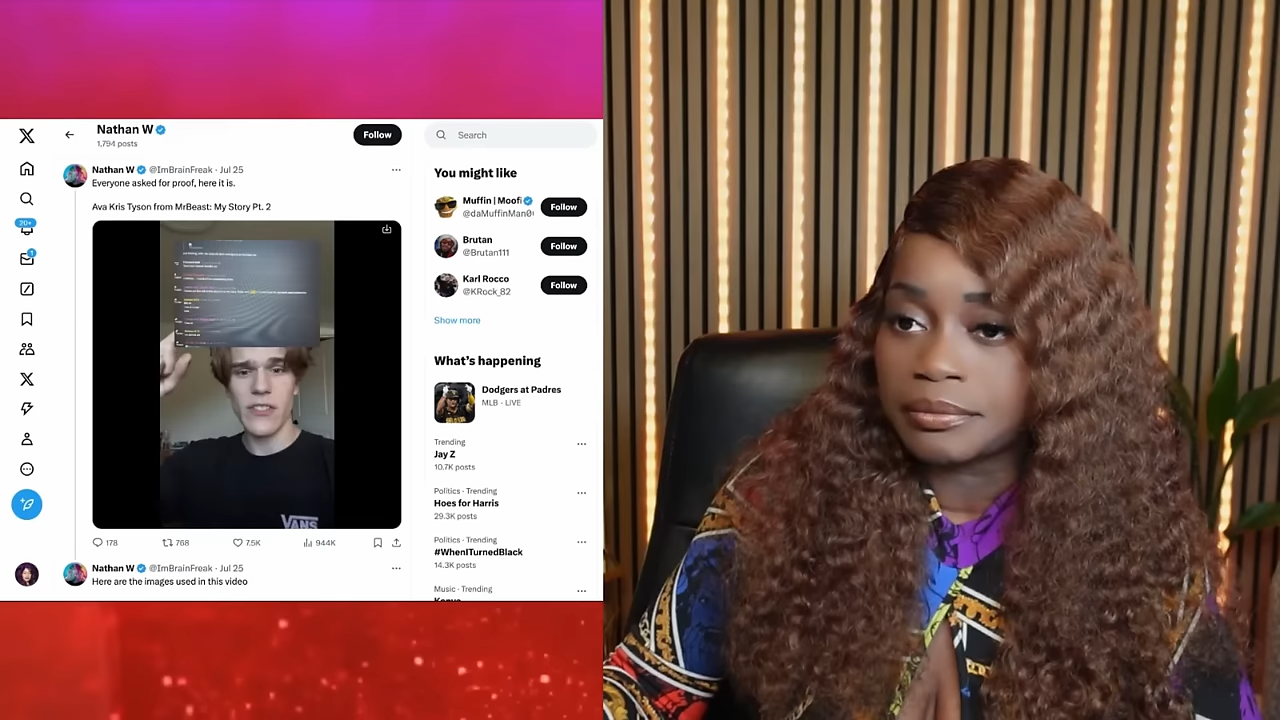 Nathan W
1,794 posts
Follow
Search
Nathan W @ImBrainFreak · Jul 25
Everyone asked for proof, here it is.
Ava Kris Tyson from MrBeast: My Story Pt. 2
VANS
178 768 7.5K 944K
Nathan W @ImBrainFreak · Jul 25
Here are the images used in this video
20+
1
You might like
Muffin | Moofi
@daMuffinMan0
Follow
Brutan
@Brutan111
Follow
Karl Rocco
@KRock_82
Follow
Show more
What's happening
Dodgers at Padres
MLB · LIVE
Trending
Jay Z
10.7K posts
Politics · Trending
Hoes for Harris
29.3K posts
Politics · Trending
#WhenITurnedBlack
14.3K posts
Music · Trending